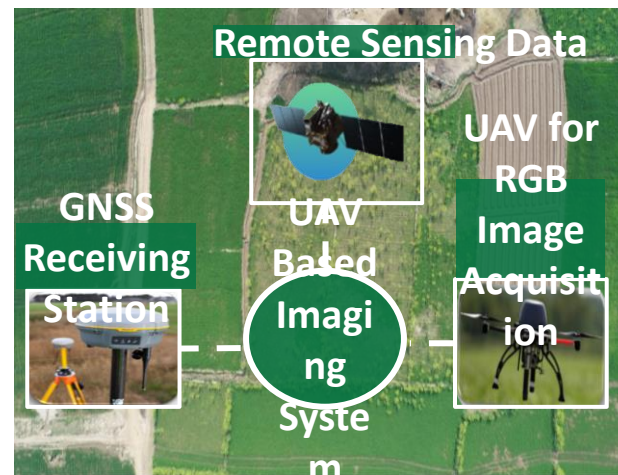 Remote Sensing Data
UAV for
RGB
Image
Acquisit
ion
GNSS
Receiving
Station
UAV
Based
Imagi
ng
Syste
m